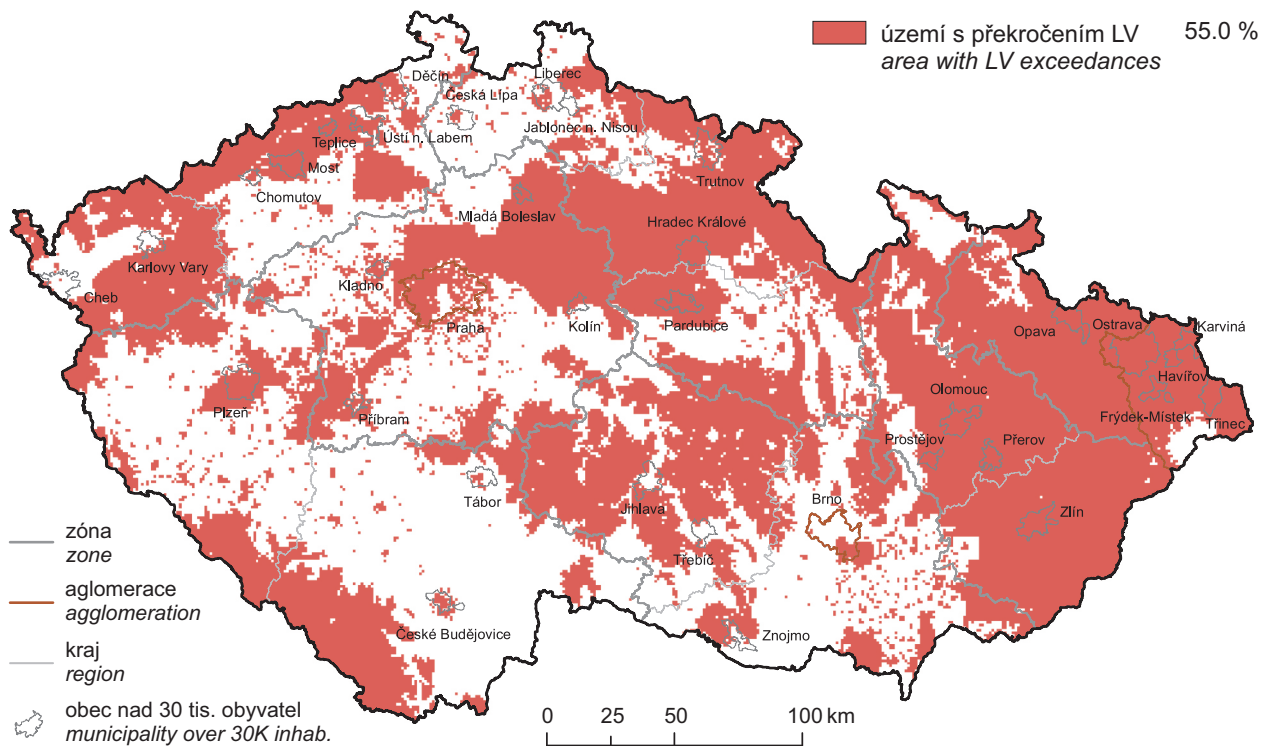 území s překročením LV 55.0 %
area with LV exceedances
Děčín
Liberec
Česká Lípa
Jablonec n. Nisou
Ústí n. Labem
Teplice
Most
Chomutov
Trutnov
Mladá Boleslav
Hradec Králové
Karlovy Vary
Cheb
Kladno
Praha
Kolín
Pardubice
Opava
Ostrava
Karviná
Havířov
Olomouc
Frýdek-Místek
Třinec
Plzeň
Příbram
Prostějov
Přerov
Tábor
Jihlava
Brno
Zlín
Třebíč
České Budějovice
Znojmo
zóna
zone
aglomerace
agglomeration
kraj
region
obec nad 30 tis. obyvatel
municipality over 30K inhab.
0 25 50 100 km